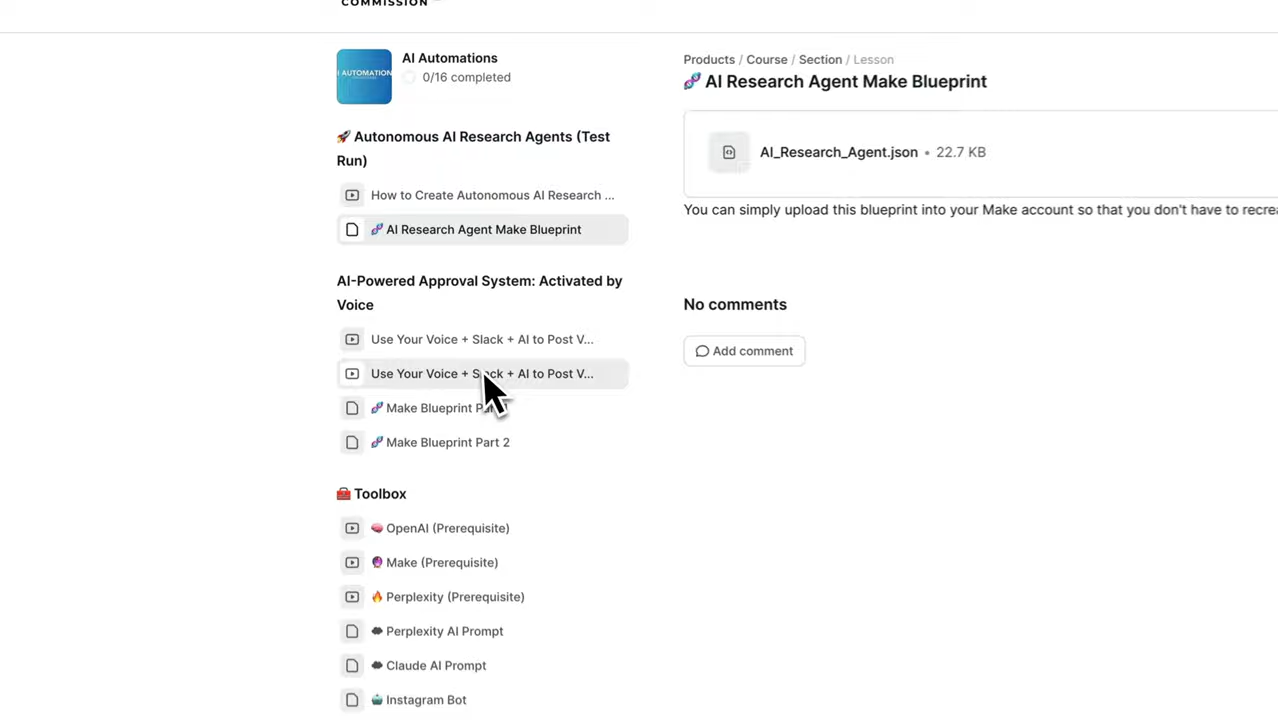 COMMISSION
AI Automations
I AUTOMATION
0/16 completed
🚀 Autonomous AI Research Agents (Test
Run)
How to Create Autonomous AI Research ...
🧬 AI Research Agent Make Blueprint
AI-Powered Approval System: Activated by
Voice
Use Your Voice + Slack + AI to Post V...
Use Your Voice + Slack + AI to Post V...
🧬 Make Blueprint
🧬 Make Blueprint Part 2
🧰 Toolbox
🧠 OpenAI (Prerequisite)
🔮 Make (Prerequisite)
🔥 Perplexity (Prerequisite)
Perplexity AI Prompt
Claude AI Prompt
🤖 Instagram Bot
Products / Course / Section / Lesson
🧬 AI Research Agent Make Blueprint
AI_Research_Agent.json • 22.7 KB
You can simply upload this blueprint into your Make account so that you don't have to
No comments
Add comment